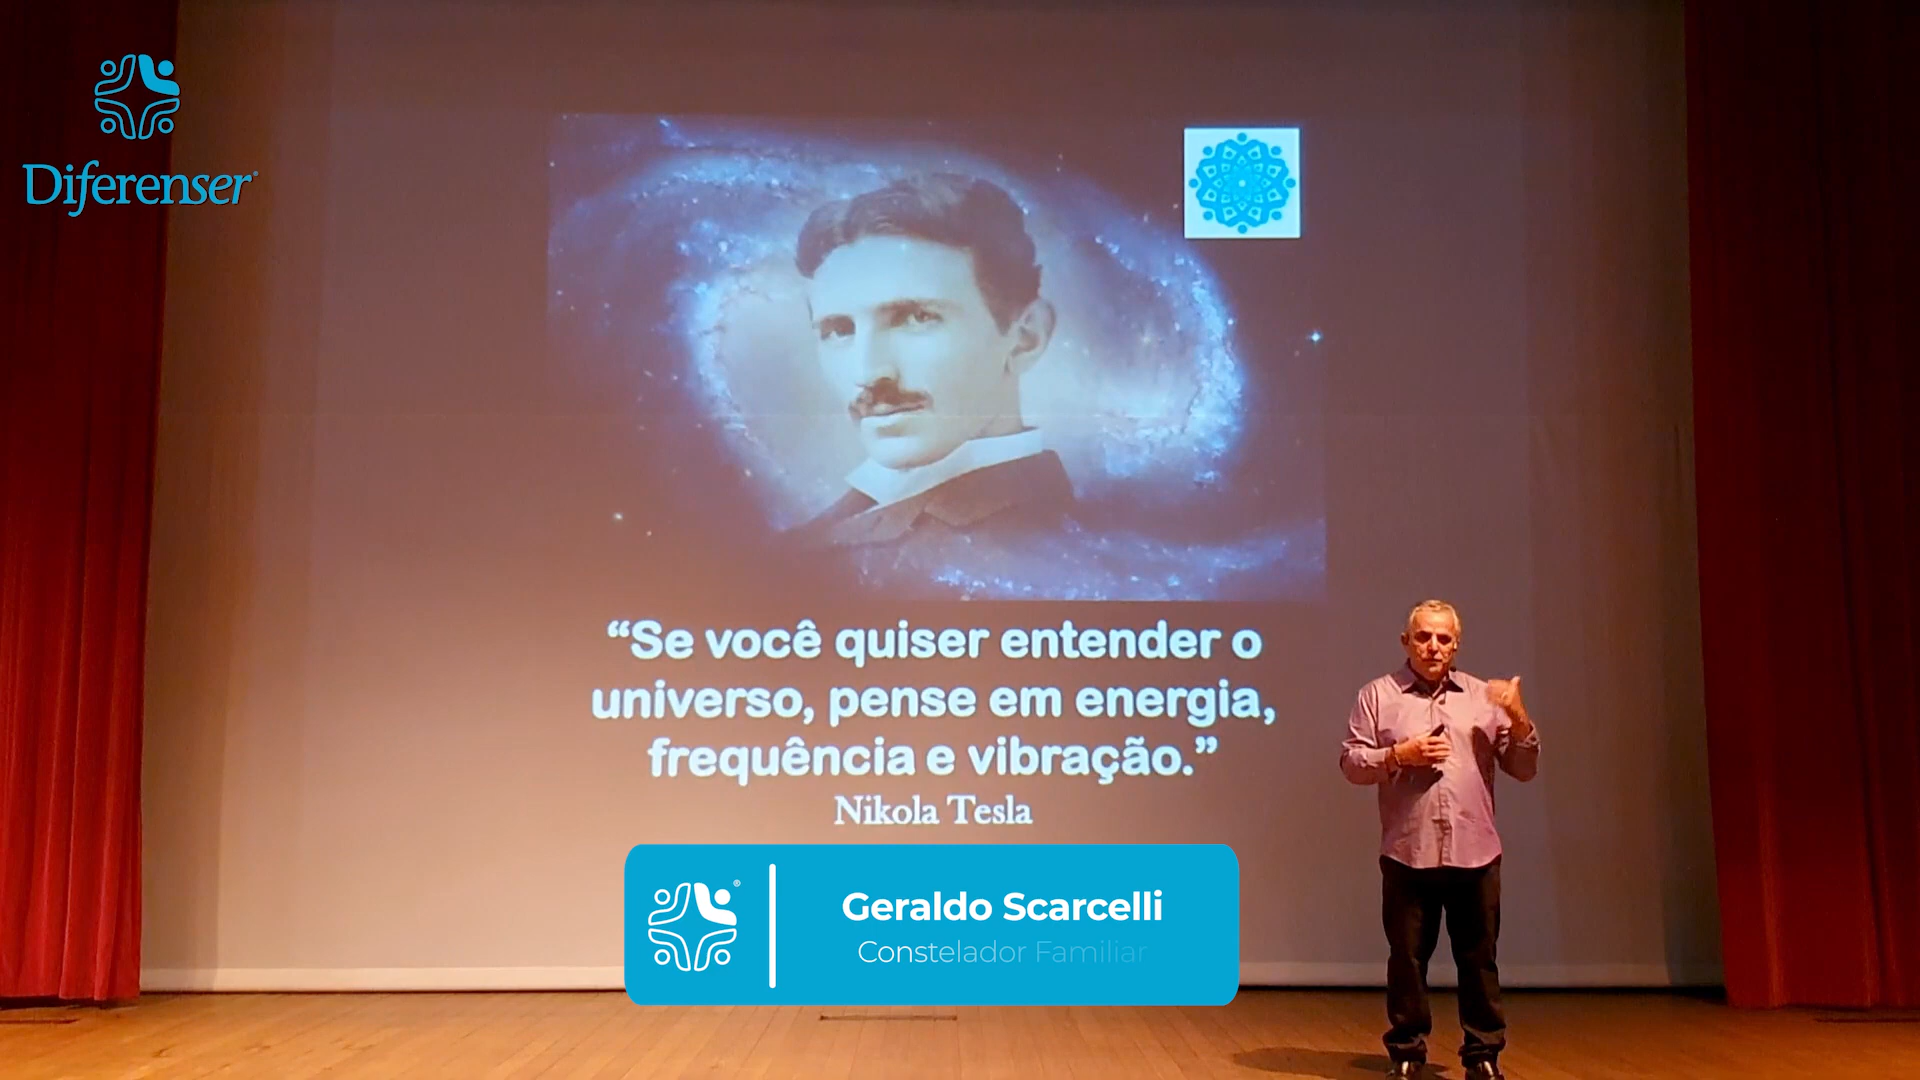 Diferenser
“Se você quiser entender o
universo, pense em energia,
frequência e vibração.”
Nikola Tesla
Geraldo Scarcelli
Constelador Familiar